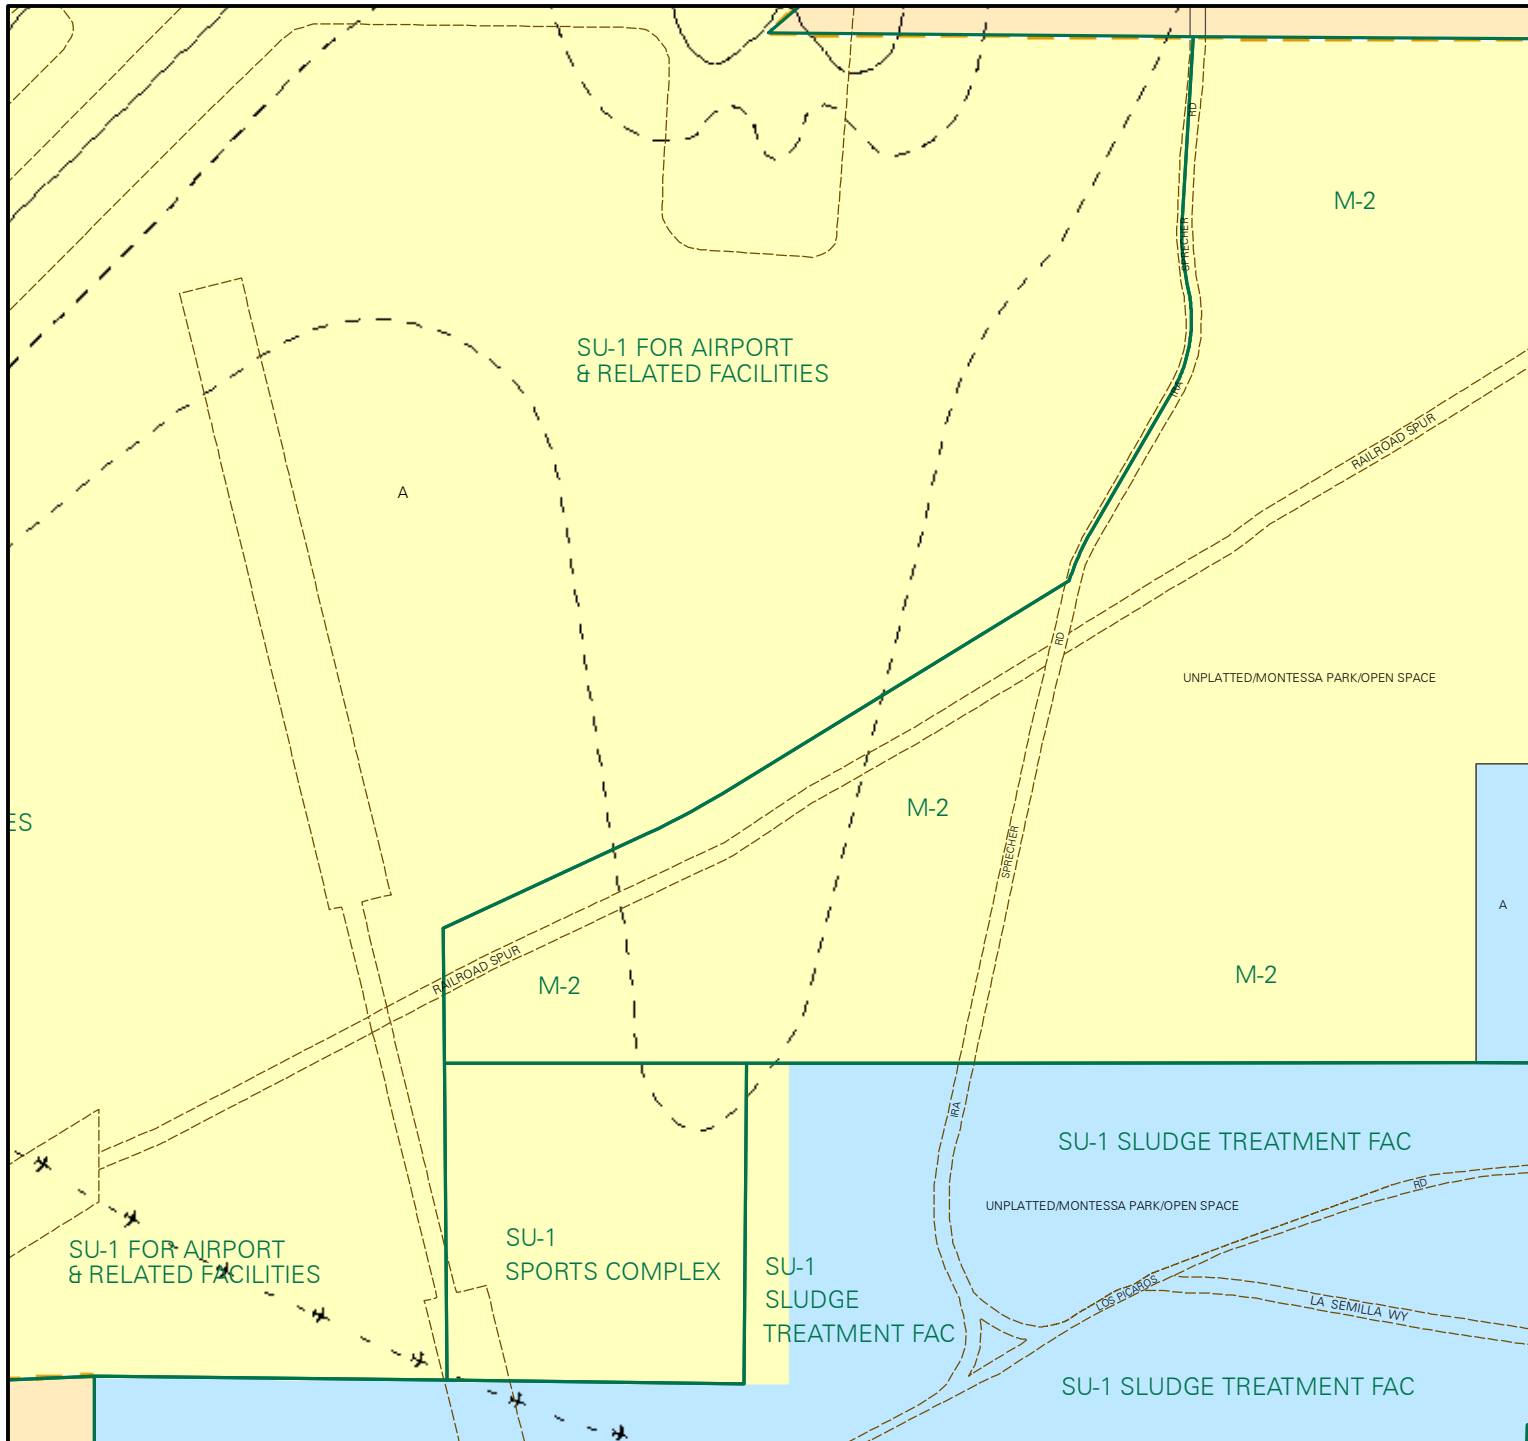 RD
M-2
SPRECHER
SU-1 FOR AIRPORT
& RELATED FACILITIES
IRA
RAILROAD SPUR
A
RD
UNPLATTED/MONTESSA PARK/OPEN SPACE
M-2
ES
SPRECHER
A
RAILROAD SPUR
M-2
M-2
IRA
SU-1 SLUDGE TREATMENT FAC
RD
UNPLATTED/MONTESSA PARK/OPEN SPACE
SU-1 FOR AIRPORT
& RELATED FACILITIES
SU-1
SPORTS COMPLEX
SU-1
SLUDGE
TREATMENT FAC
LOS PICAROS
LA SEMILLA WY
SU-1 SLUDGE TREATMENT FAC